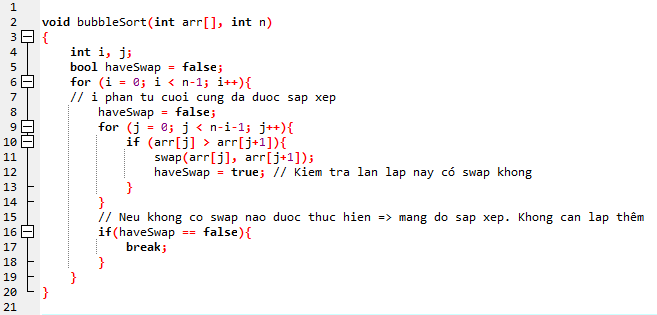 1
2 void bubbleSort(int arr[], int n)
3 {
4 int i, j;
5 bool haveSwap = false;
6 for (i = 0; i < n-1; i++){
7 // i phan tu cuoi cung da duoc sap xep
8 haveSwap = false;
9 for (j = 0; j < n-i-1; j++){
10 if (arr[j] > arr[j+1]){
11 swap(arr[j], arr[j+1]);
12 haveSwap = true; // Kiem tra lan lap nay có swap khong
13 }
14 }
15 // Neu khong co swap nao duoc thuc hien => mang do sap xep. Khong can lap thêm
16 if(haveSwap == false){
17 break;
18 }
19 }
20 }
21